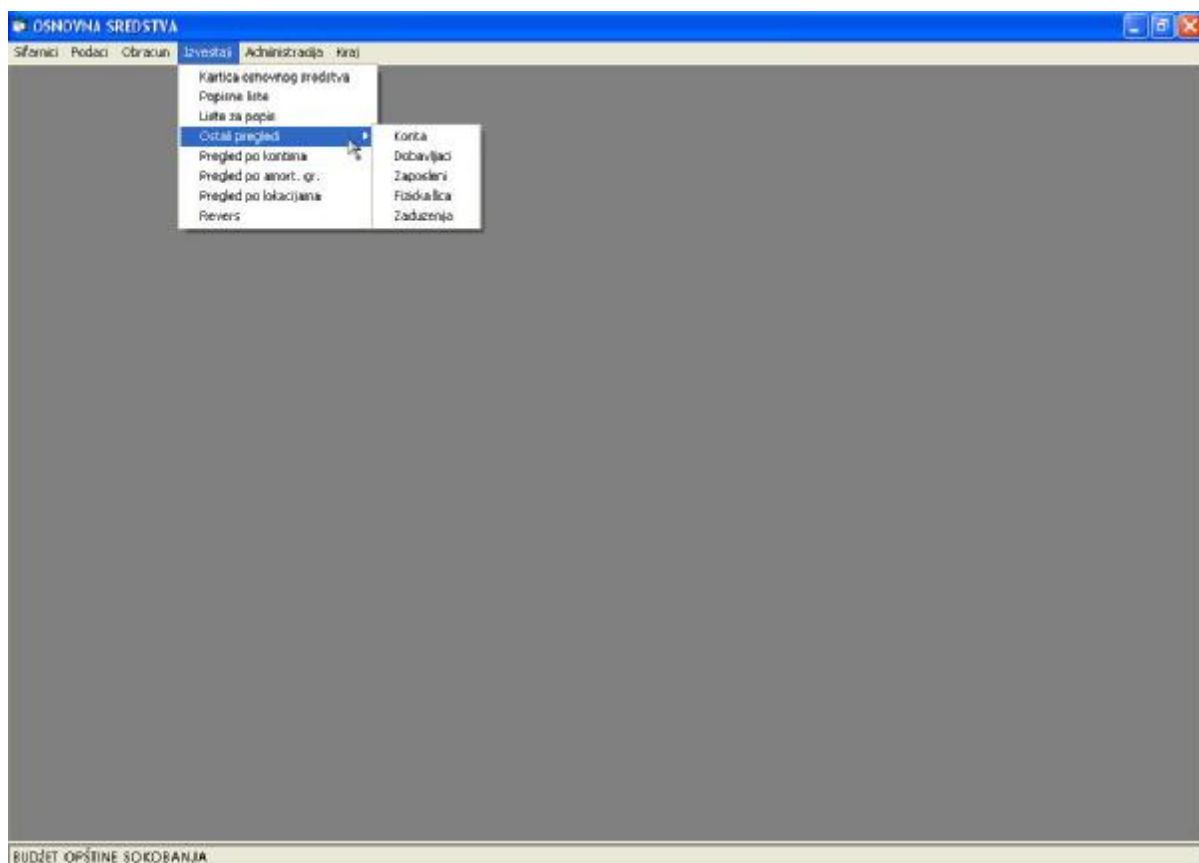 OSNOVNA SREDSTVA
Sifarnici Podaci Obracun Izvestaji Administracija Kraj
Kartica osnovnog sredstva
Popisne liste
Liste za popis
Ostali pregledi
Pregled po kontima
Pregled po amort. gr.
Pregled po lokacijama
Revers
Konta
Dobavljaci
Zaposleni
Fizicka lica
Zaduzenja
BUDŽET OPŠTINE SOKOBANJA